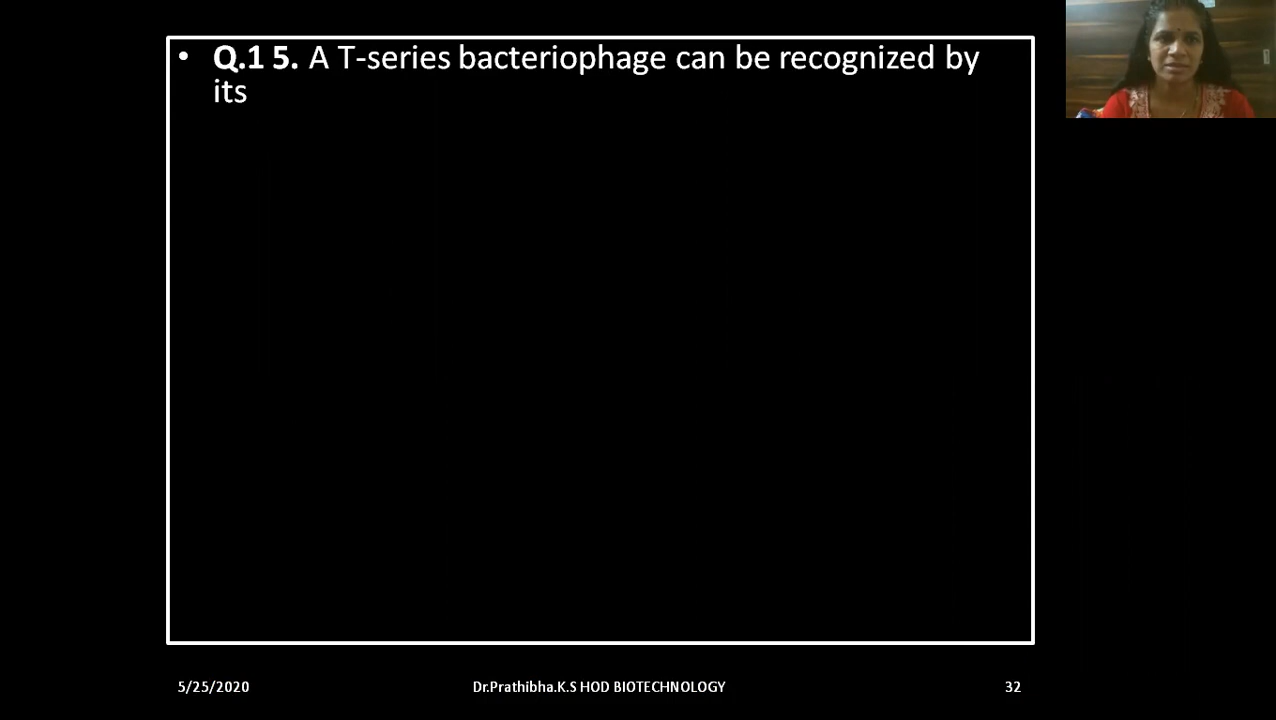 • Q.1 5. A T-series bacteriophage can be recognized by
its
5/25/2020
Dr.Prathibha.K.S HOD BIOTECHNOLOGY
32